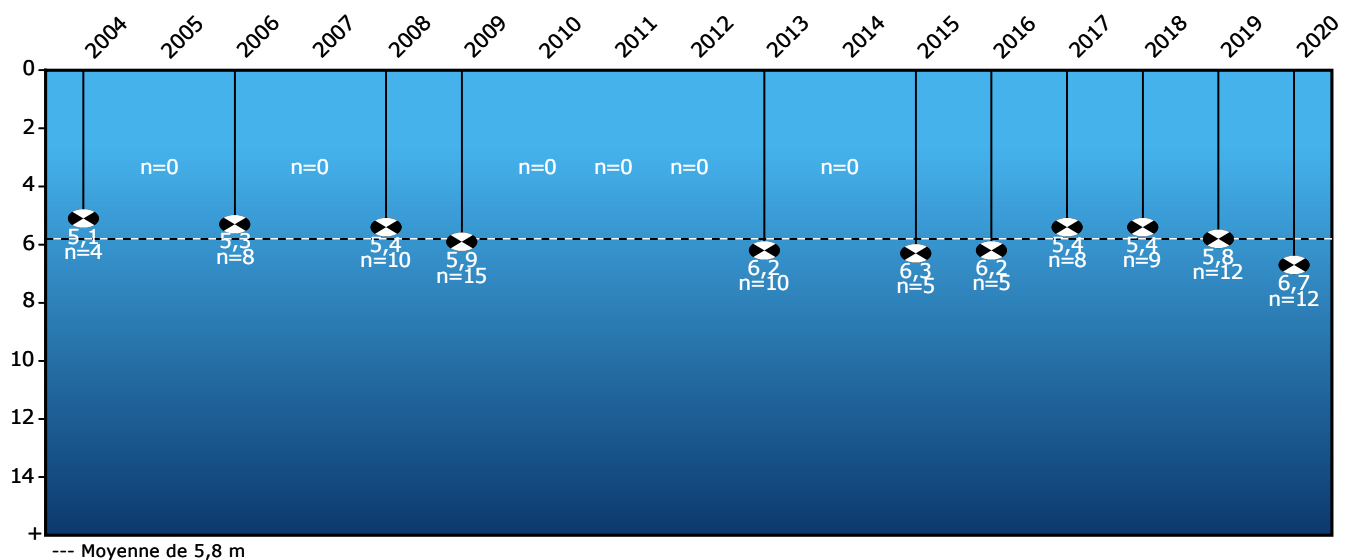 2004 2005 2006 2007 2008 2009 2010 2011 2012 2013 2014 2015 2016 2017 2018 2019 2020
0
2
n=0 n=0 n=0 n=0 n=0 n=0
4
5,1 5,3 5,4 5,9 6,2 6,3 6,2 5,4 5,4 5,8 6,7
n=4 n=8 n=10 n=15 n=10 n=5 n=5 n=8 n=9 n=12 n=12
6
8
10
12
14
+
--- Moyenne de 5,8 m